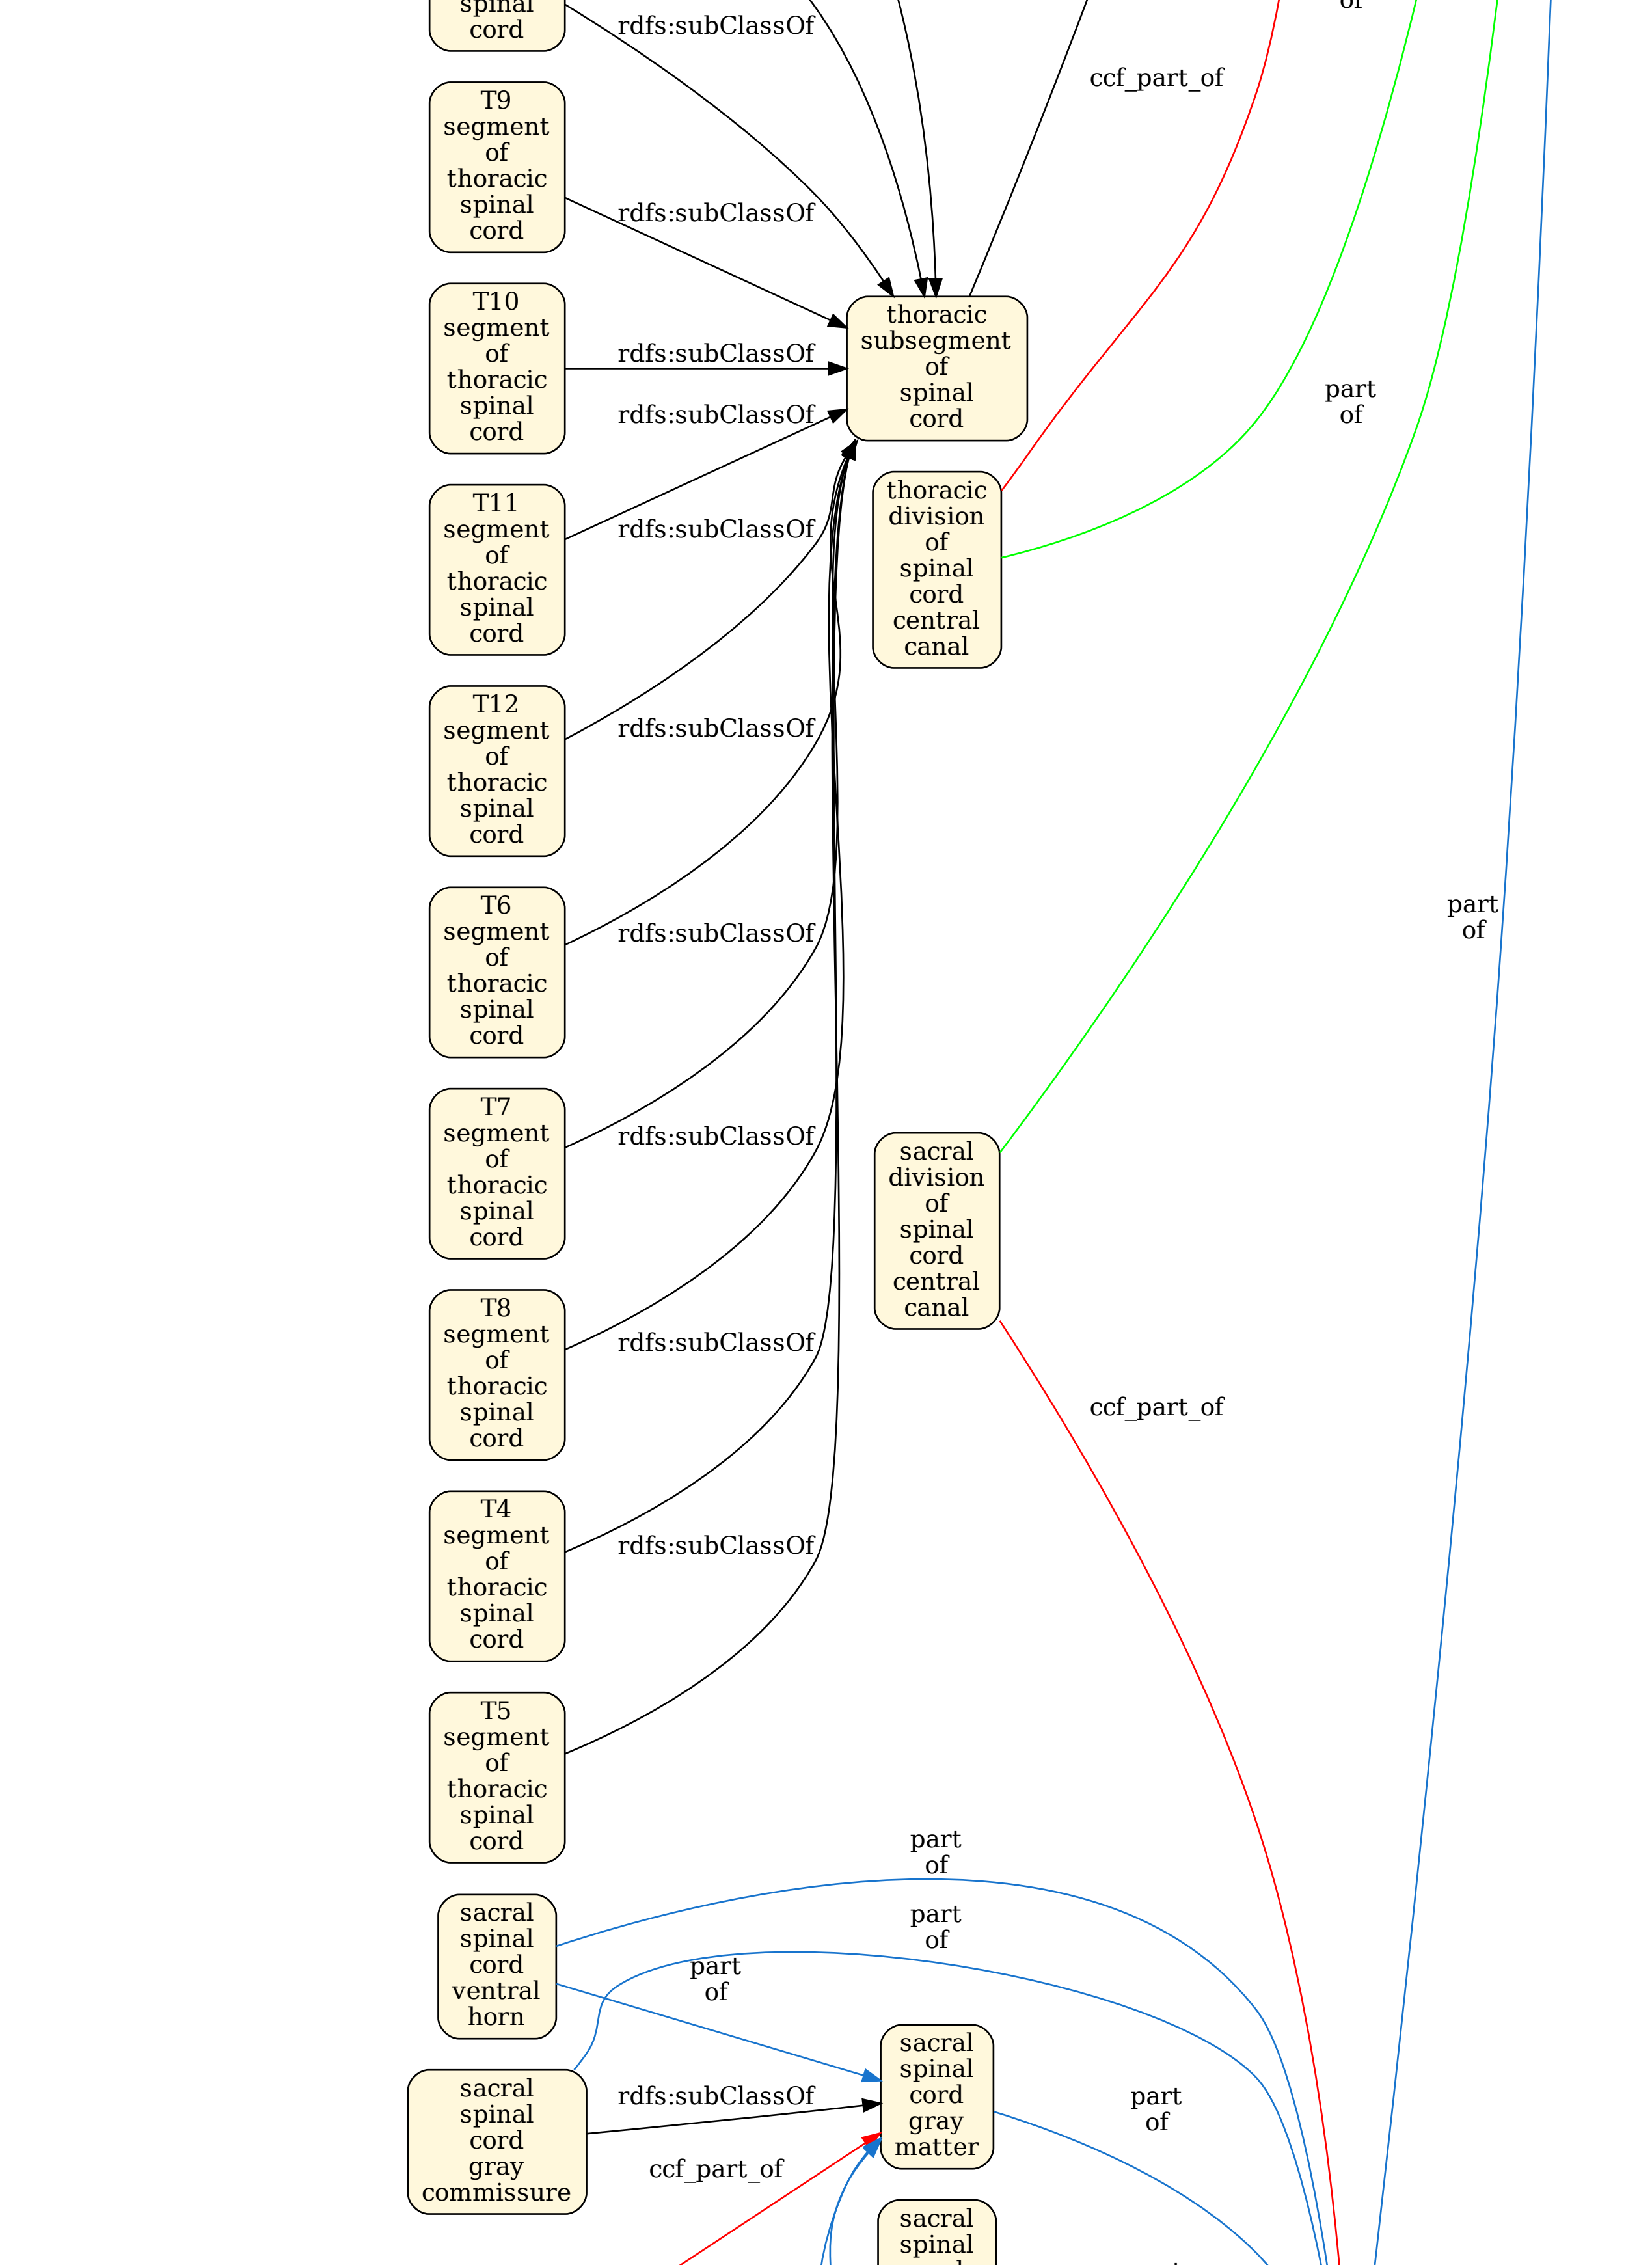 spinal
cord
rdfs:subClassOf
of
ccf_part_of
T9
segment
of
thoracic
spinal
cord
rdfs:subClassOf
T10
segment
of
thoracic
spinal
cord
rdfs:subClassOf
thoracic
subsegment
of
spinal
cord
part
of
rdfs:subClassOf
T11
segment
of
thoracic
spinal
cord
rdfs:subClassOf
thoracic
division
of
spinal
cord
central
canal
T12
segment
of
thoracic
spinal
cord
rdfs:subClassOf
T6
segment
of
thoracic
spinal
cord
rdfs:subClassOf
part
of
T7
segment
of
thoracic
spinal
cord
rdfs:subClassOf
sacral
division
of
spinal
cord
central
canal
T8
segment
of
thoracic
spinal
cord
rdfs:subClassOf
ccf_part_of
T4
segment
of
thoracic
spinal
cord
rdfs:subClassOf
T5
segment
of
thoracic
spinal
cord
part
of
sacral
spinal
cord
ventral
horn
part
of
part
of
sacral
spinal
cord
gray
matter
sacral
spinal
cord
gray
commissure
rdfs:subClassOf
part
of
ccf_part_of
sacral
spinal